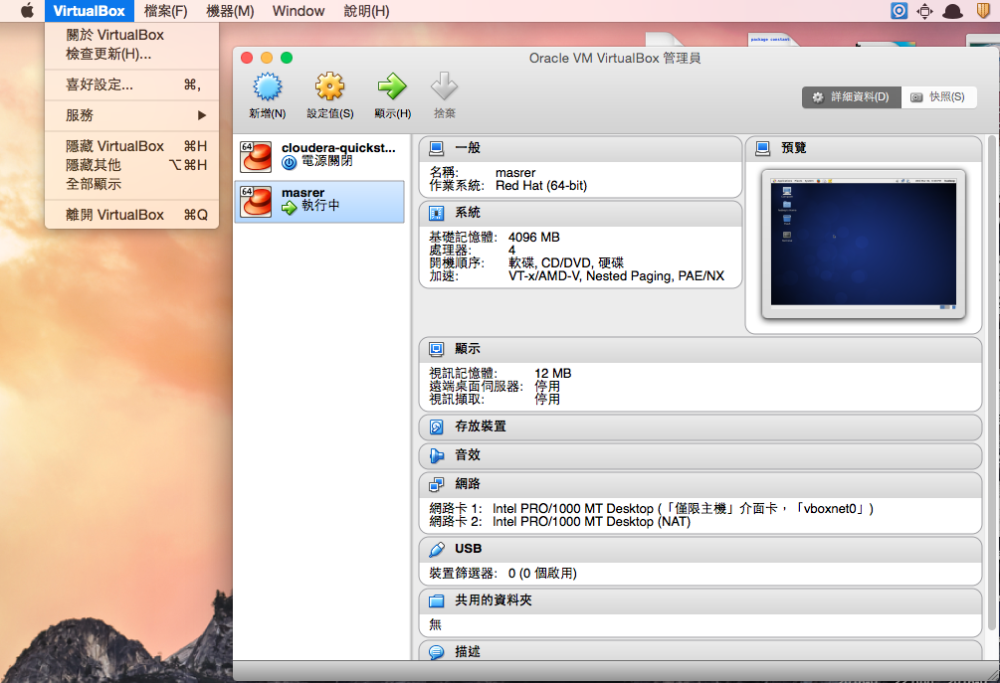 VirtualBox 檔案(F) 機器(M) Window 說明(H)
關於 VirtualBox
檢查更新(H)...
喜好設定... ⌘,
服務 ▶
隱藏 VirtualBox ⌘H
隱藏其他 ⌥⌘H
全部顯示
離開 VirtualBox ⌘Q
package constants
Oracle VM VirtualBox 管理員
新增(N) 設定值(S) 顯示(H) 捨棄
詳細資料(D) 快照(S)
64 cloudera-quickst...
電源關閉
64 masrer
執行中
一般
名稱: masrer
作業系統: Red Hat (64-bit)
系統
基礎記憶體: 4096 MB
處理器: 4
開機順序: 軟碟, CD/DVD, 硬碟
加速: VT-x/AMD-V, Nested Paging, PAE/NX
預覽
顯示
視訊記憶體: 12 MB
遠端桌面伺服器: 停用
視訊擷取: 停用
存放裝置
音效
網路
網路卡 1: Intel PRO/1000 MT Desktop (「僅限主機」介面卡，「vboxnet0」)
網路卡 2: Intel PRO/1000 MT Desktop (NAT)
USB
裝置篩選器: 0 (0 個啟用)
共用的資料夾
無
描述